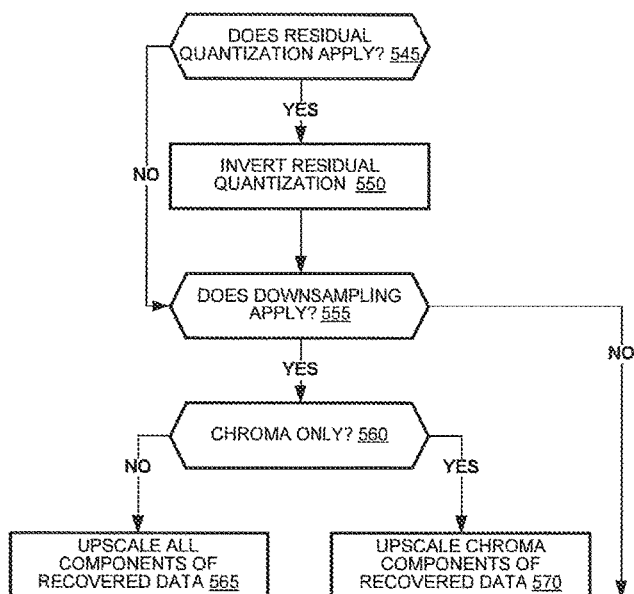 DOES RESIDUAL
QUANTIZATION APPLY? 545
YES
NO
INVERT RESIDUAL
QUANTIZATION 550
DOES DOWNSAMPLING
APPLY? 555
NO
YES
CHROMA ONLY? 560
NO
YES
UPSCALE ALL
COMPONENTS OF
RECOVERED DATA 565
UPSCALE CHROMA
COMPONENTS OF
RECOVERED DATA 570